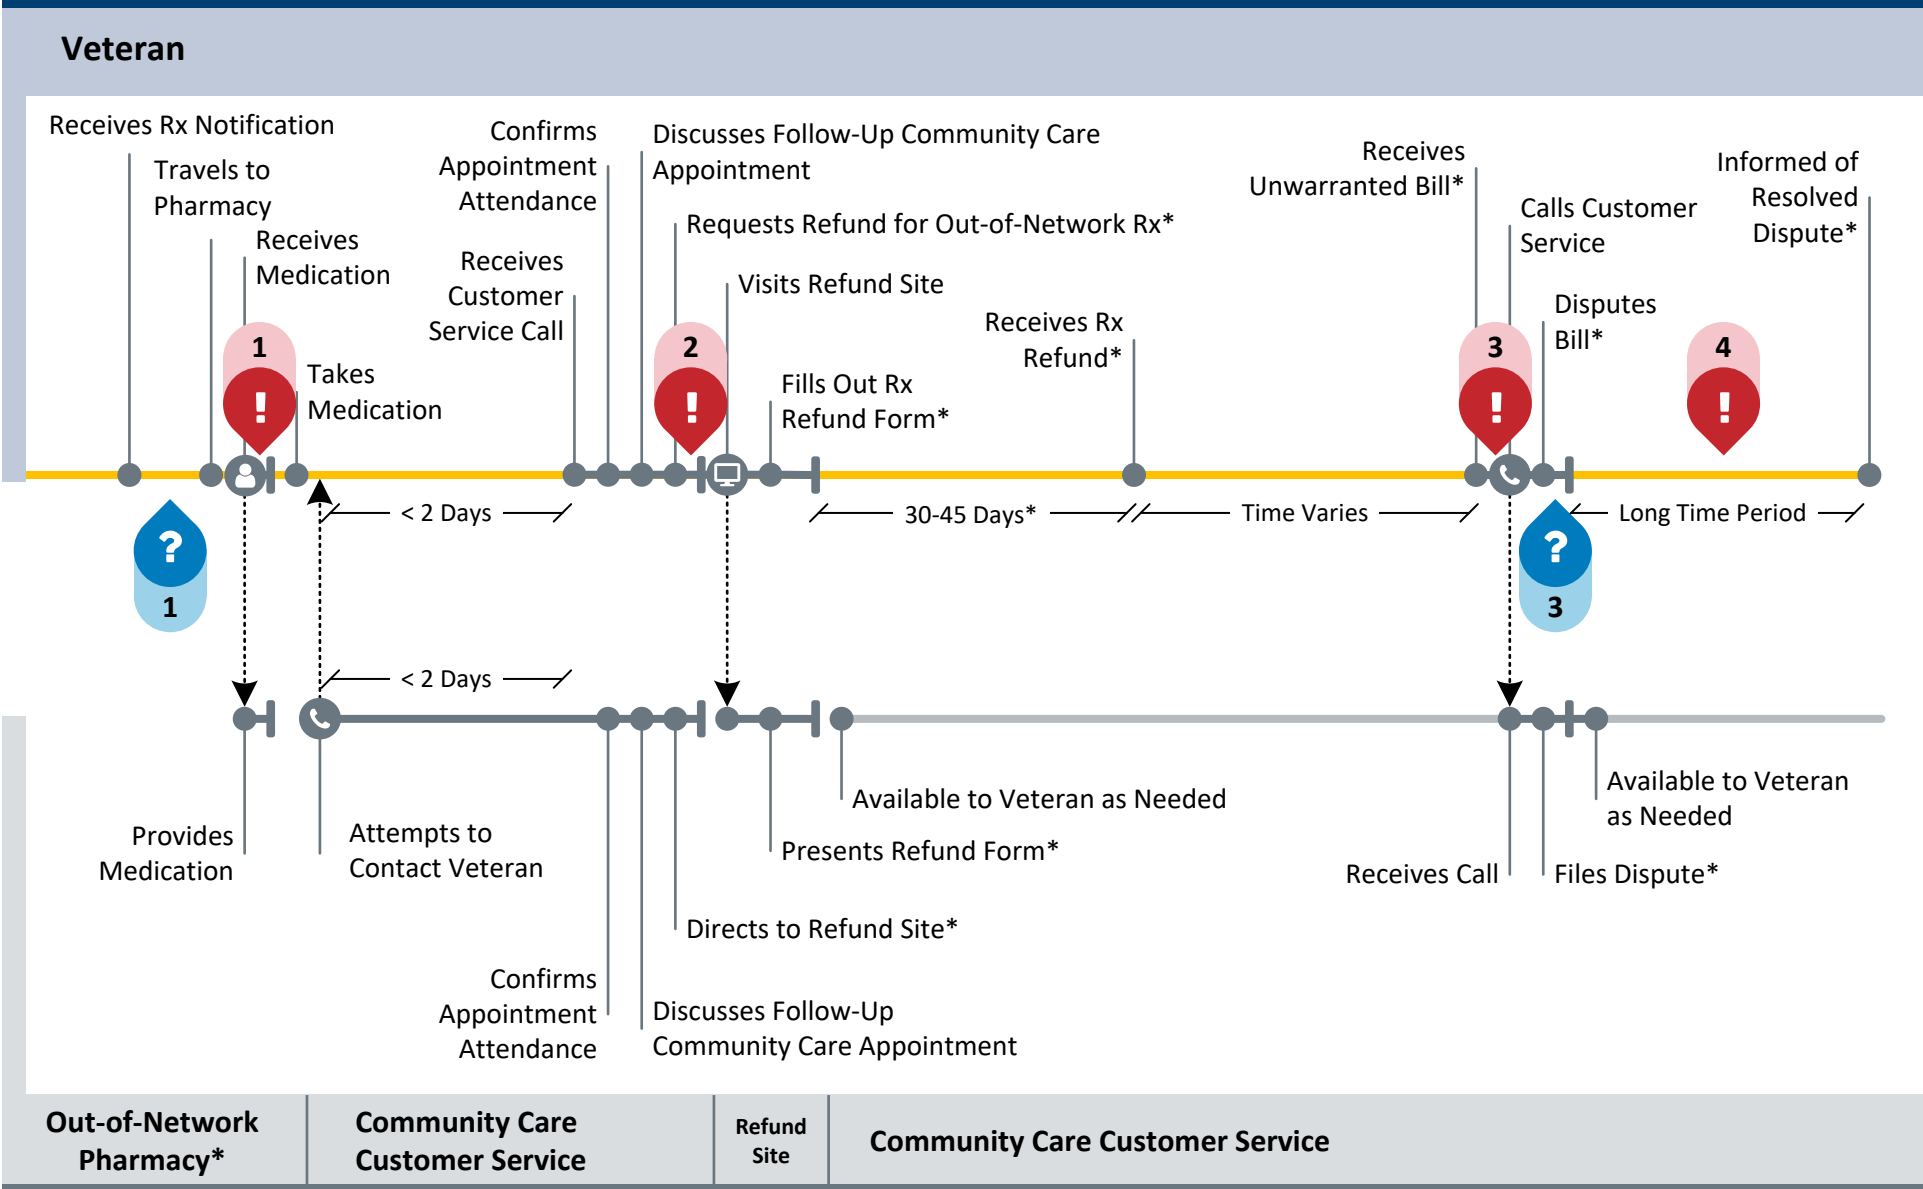 Veteran
Receives Rx Notification
Travels to
Pharmacy
Receives
Medication
1
!
Takes
Medication
Confirms
Appointment
Attendance
Receives
Customer
Service Call
Discusses Follow-Up Community Care
Appointment
Requests Refund for Out-of-Network Rx*
Visits Refund Site
2
!
Fills Out Rx
Refund Form*
Receives Rx
Refund*
Receives
Unwarranted Bill*
3
!
Calls Customer
Service
Disputes
Bill*
4
!
Informed of
Resolved
Dispute*
< 2 Days
30-45 Days*
Time Varies
Long Time Period
?
1
?
3
< 2 Days
Provides
Medication
Attempts to
Contact Veteran
Confirms
Appointment
Attendance
Discusses Follow-Up
Community Care Appointment
Directs to Refund Site*
Presents Refund Form*
Available to Veteran as Needed
Receives Call
Files Dispute*
Available to Veteran
as Needed
Out-of-Network
Pharmacy*
Community Care
Customer Service
Refund
Site
Community Care Customer Service